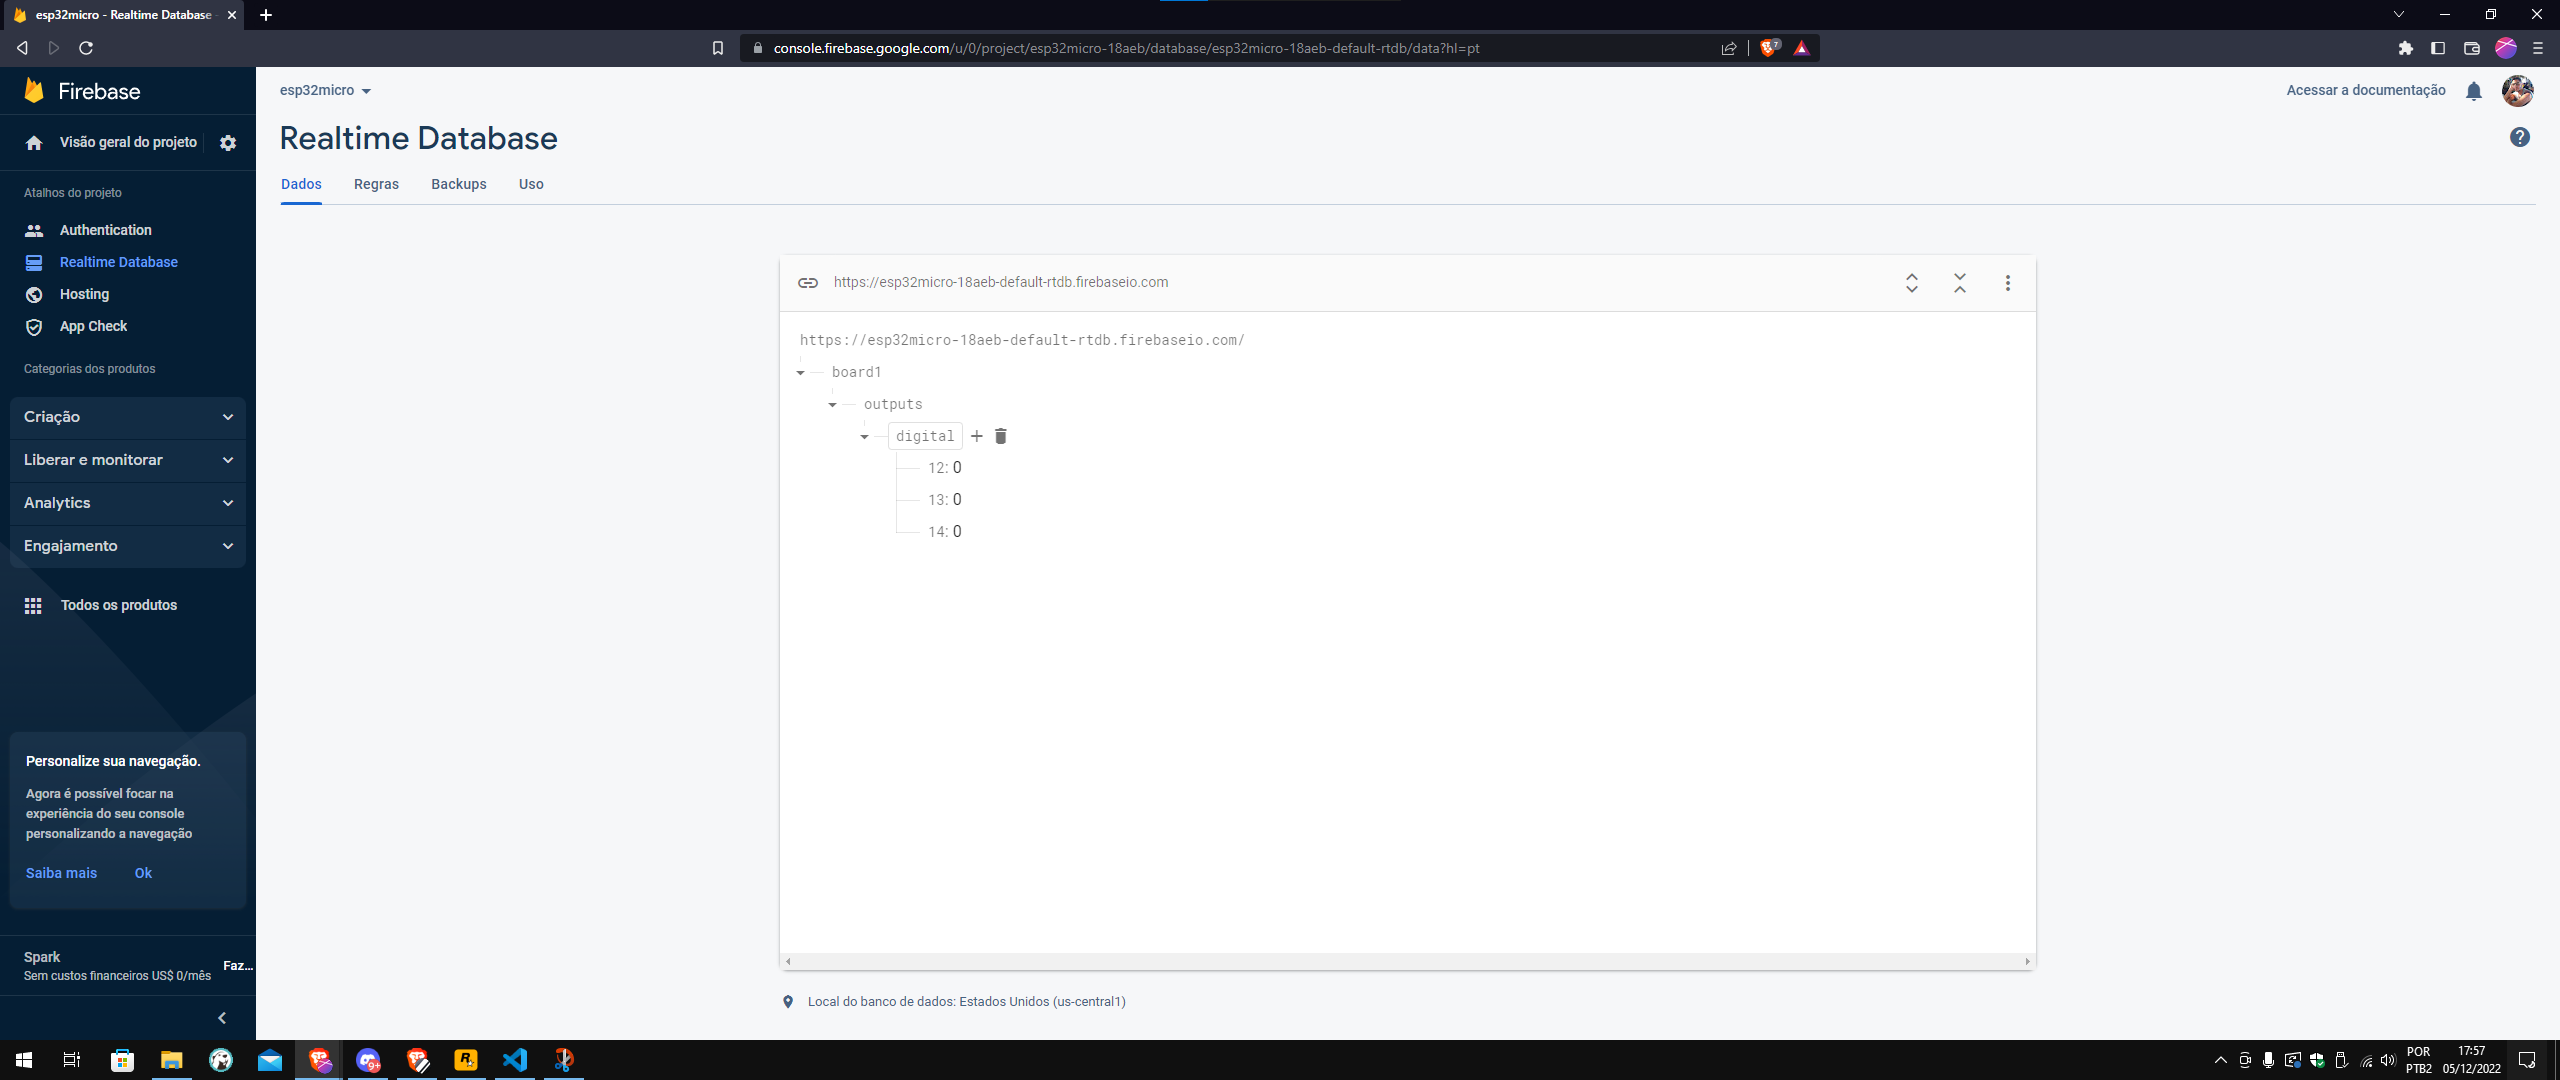 esp32micro - Realtime Database -
console.firebase.google.com/u/0/project/esp32micro-18aeb/database/esp32micro-18aeb-default-rtdb/data?hl=pt
7
Firebase
Visão geral do projeto
Atalhos do projeto
Authentication
Realtime Database
Hosting
App Check
Categorias dos produtos
Criação
Liberar e monitorar
Analytics
Engajamento
Todos os produtos
Personalize sua navegação.
Agora é possível focar na
experiência do seu console
personalizando a navegação
Saiba mais Ok
Spark
Sem custos financeiros US$ 0/mês
Faz...
esp32micro
Acessar a documentação
Realtime Database
Dados Regras Backups Uso
https://esp32micro-18aeb-default-rtdb.firebaseio.com
https://esp32micro-18aeb-default-rtdb.firebaseio.com/
board1
outputs
digital
12: 0
13: 0
14: 0
Local do banco de dados: Estados Unidos (us-central1)
9+
R
POR
PTB2
17:57
05/12/2022